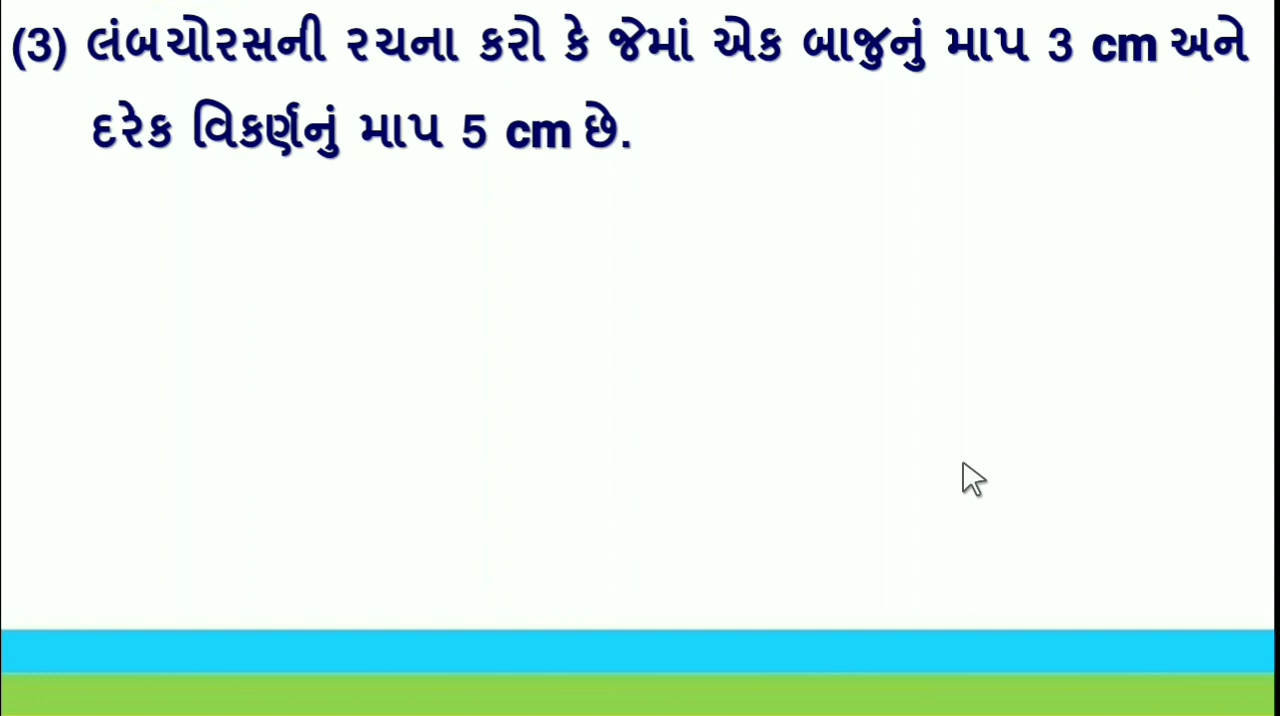 (3) લંબચોરસની રચના કરો કે જેમાં એક બાજુનું માપ 3 cm અને
દરેક વિકર્ણનું માપ 5 cm છે.